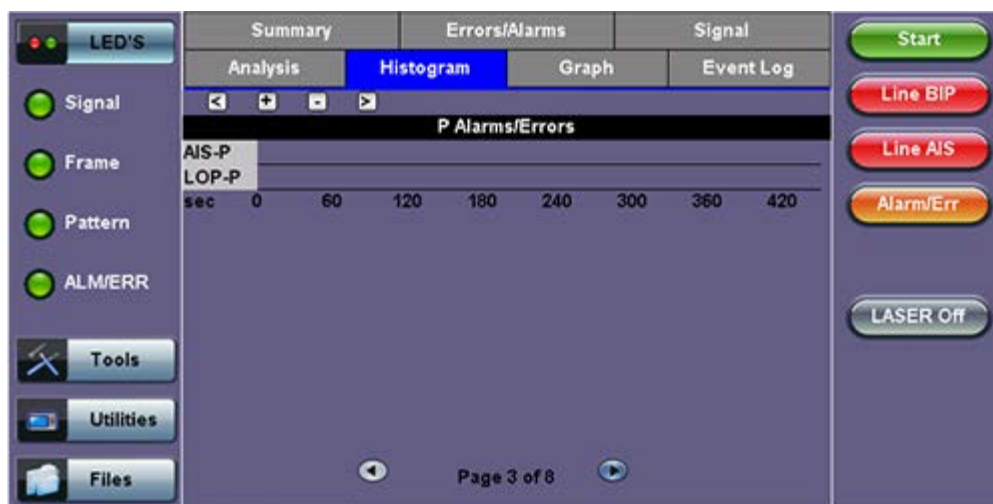 LED'S
Signal
Frame
Pattern
ALM/ERR
Tools
Utilities
Files
Summary Errors/Alarms Signal
Analysis Histogram Graph Event Log
< + - >
P Alarms/Errors
AIS-P
LOP-P
sec 0 60 120 180 240 300 360 420
Page 3 of 8
Start
Line BIP
Line AIS
Alarm/Err
LASER Off